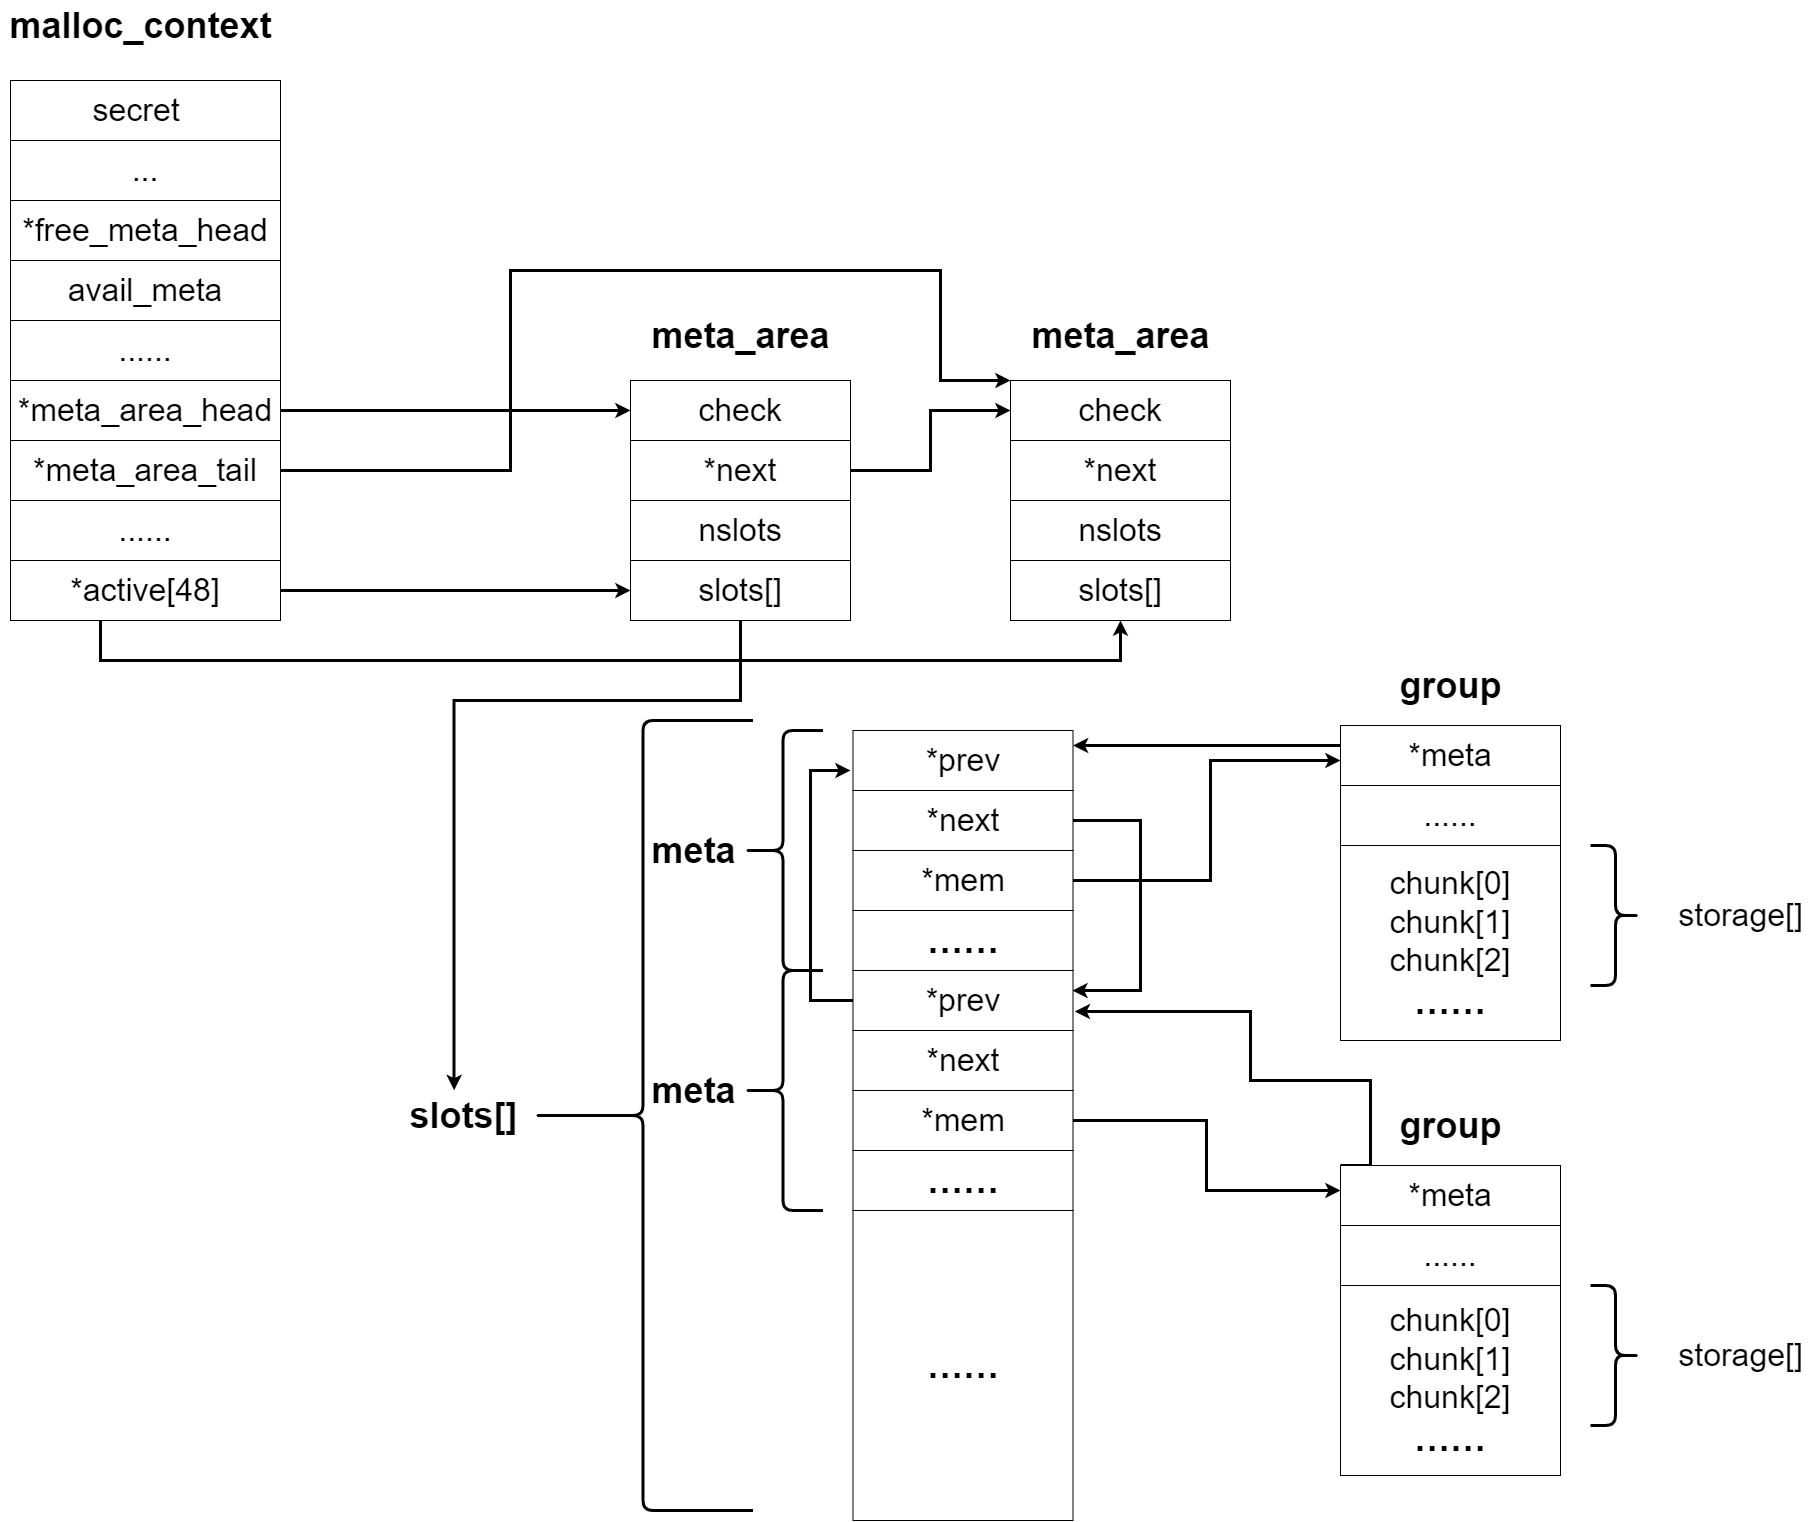 malloc_context
secret
...
*free_meta_head
avail_meta
......
*meta_area_head
*meta_area_tail
......
*active[48]
meta_area
check
*next
nslots
slots[]
meta_area
check
*next
nslots
slots[]
slots[]
meta
*prev
*next
*mem
......
meta
*prev
*next
*mem
......
......
group
*meta
......
chunk[0]
chunk[1]
chunk[2]
......
storage[]
group
*meta
......
chunk[0]
chunk[1]
chunk[2]
......
storage[]